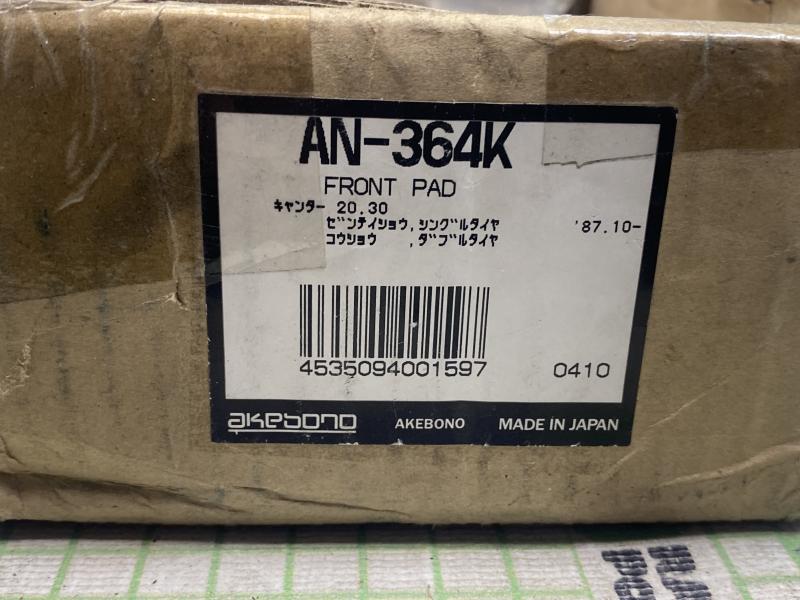 AN-364K
FRONT PAD
キャンター 20.30
ゼンテイショウ,シングルタイヤ '87.10-
コウショウ ,ダブルタイヤ
4535094001597 0410
akebono AKEBONO MADE IN JAPAN